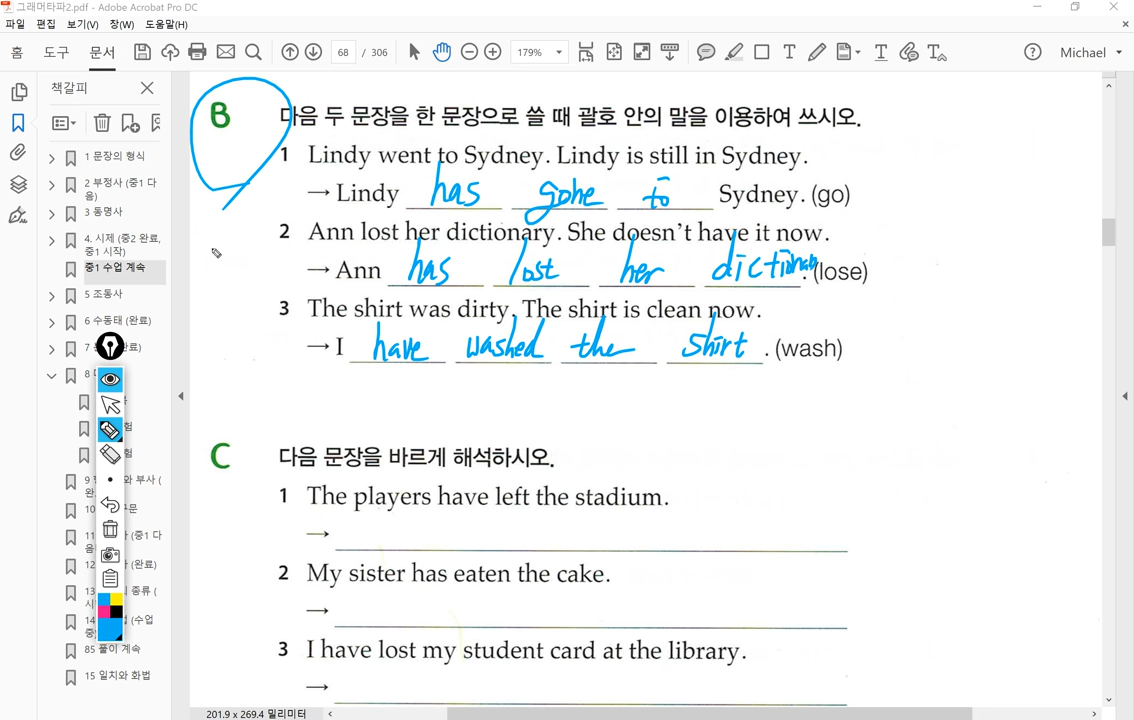 그래머타파2.pdf - Adobe Acrobat Pro DC
파일 편집 보기(V) 창(W) 도움말(H)
홈 도구 문서 68 / 306 179% Michael
책갈피
1 문장의 형식
2 부정사 (중1 다음)
3 동명사
4. 시제 (중2 완료, 중1 시작)
중1 수업 계속
5 조동사
6 수동태 (완료)
7
8
9
10
11
12
13
14
85 풀이 계속
15 일치와 화법
B 다음 두 문장을 한 문장으로 쓸 때 괄호 안의 말을 이용하여 쓰시오.
1 Lindy went to Sydney. Lindy is still in Sydney.
→ Lindy has gone to Sydney. (go)
2 Ann lost her dictionary. She doesn't have it now.
→ Ann has lost her dictionary. (lose)
3 The shirt was dirty. The shirt is clean now.
→ I have washed the shirt. (wash)
C 다음 문장을 바르게 해석하시오.
1 The players have left the stadium.
→
2 My sister has eaten the cake.
→
3 I have lost my student card at the library.
→
201.9 x 269.4 밀리미터